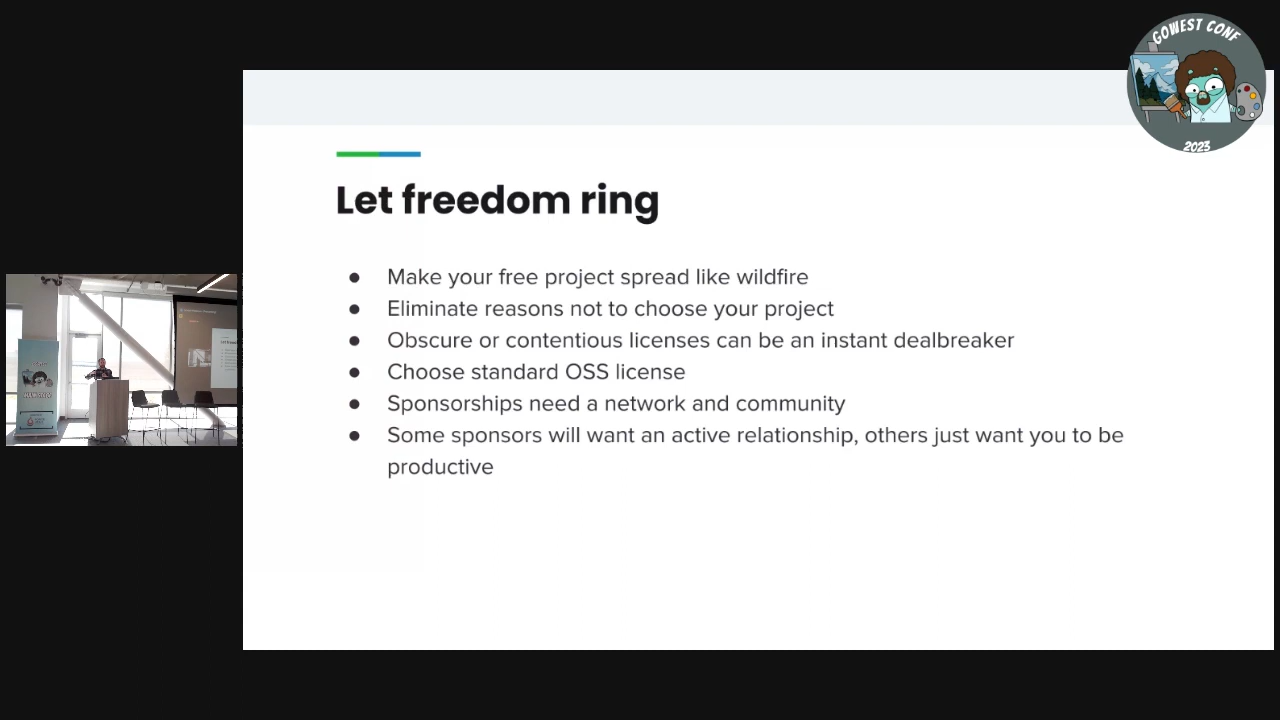 GOWEST CONF
2023
Let freedom ring
● Make your free project spread like wildfire
● Eliminate reasons not to choose your project
● Obscure or contentious licenses can be an instant dealbreaker
● Choose standard OSS license
● Sponsorships need a network and community
● Some sponsors will want an active relationship, others just want you to be
productive